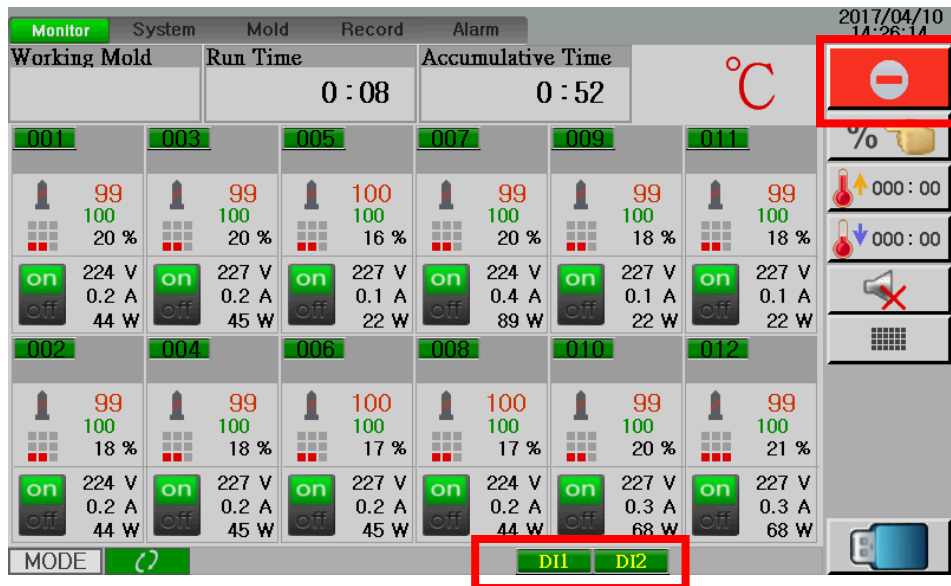 Monitor System Mold Record Alarm 2017/04/10
14:26:14
Working Mold Run Time Accumulative Time
0:08 0:52 °C
001 003 005 007 009 011 %
99 99 100 99 99 99 000:00
100 100 100 100 100 100
20 % 20 % 16 % 20 % 18 % 18 % 000:00
on 224 V on 227 V on 227 V on 224 V on 227 V on 227 V
off 0.2 A off 0.2 A off 0.1 A off 0.4 A off 0.1 A off 0.1 A
44 W 45 W 22 W 89 W 22 W 22 W
002 004 006 008 010 012
99 99 100 100 99 99
100 100 100 100 100 100
18 % 18 % 17 % 17 % 20 % 21 %
on 224 V on 227 V on 227 V on 224 V on 227 V on 227 V
off 0.2 A off 0.2 A off 0.2 A off 0.2 A off 0.3 A off 0.3 A
44 W 45 W 45 W 44 W 68 W 68 W
MODE DI1 DI2